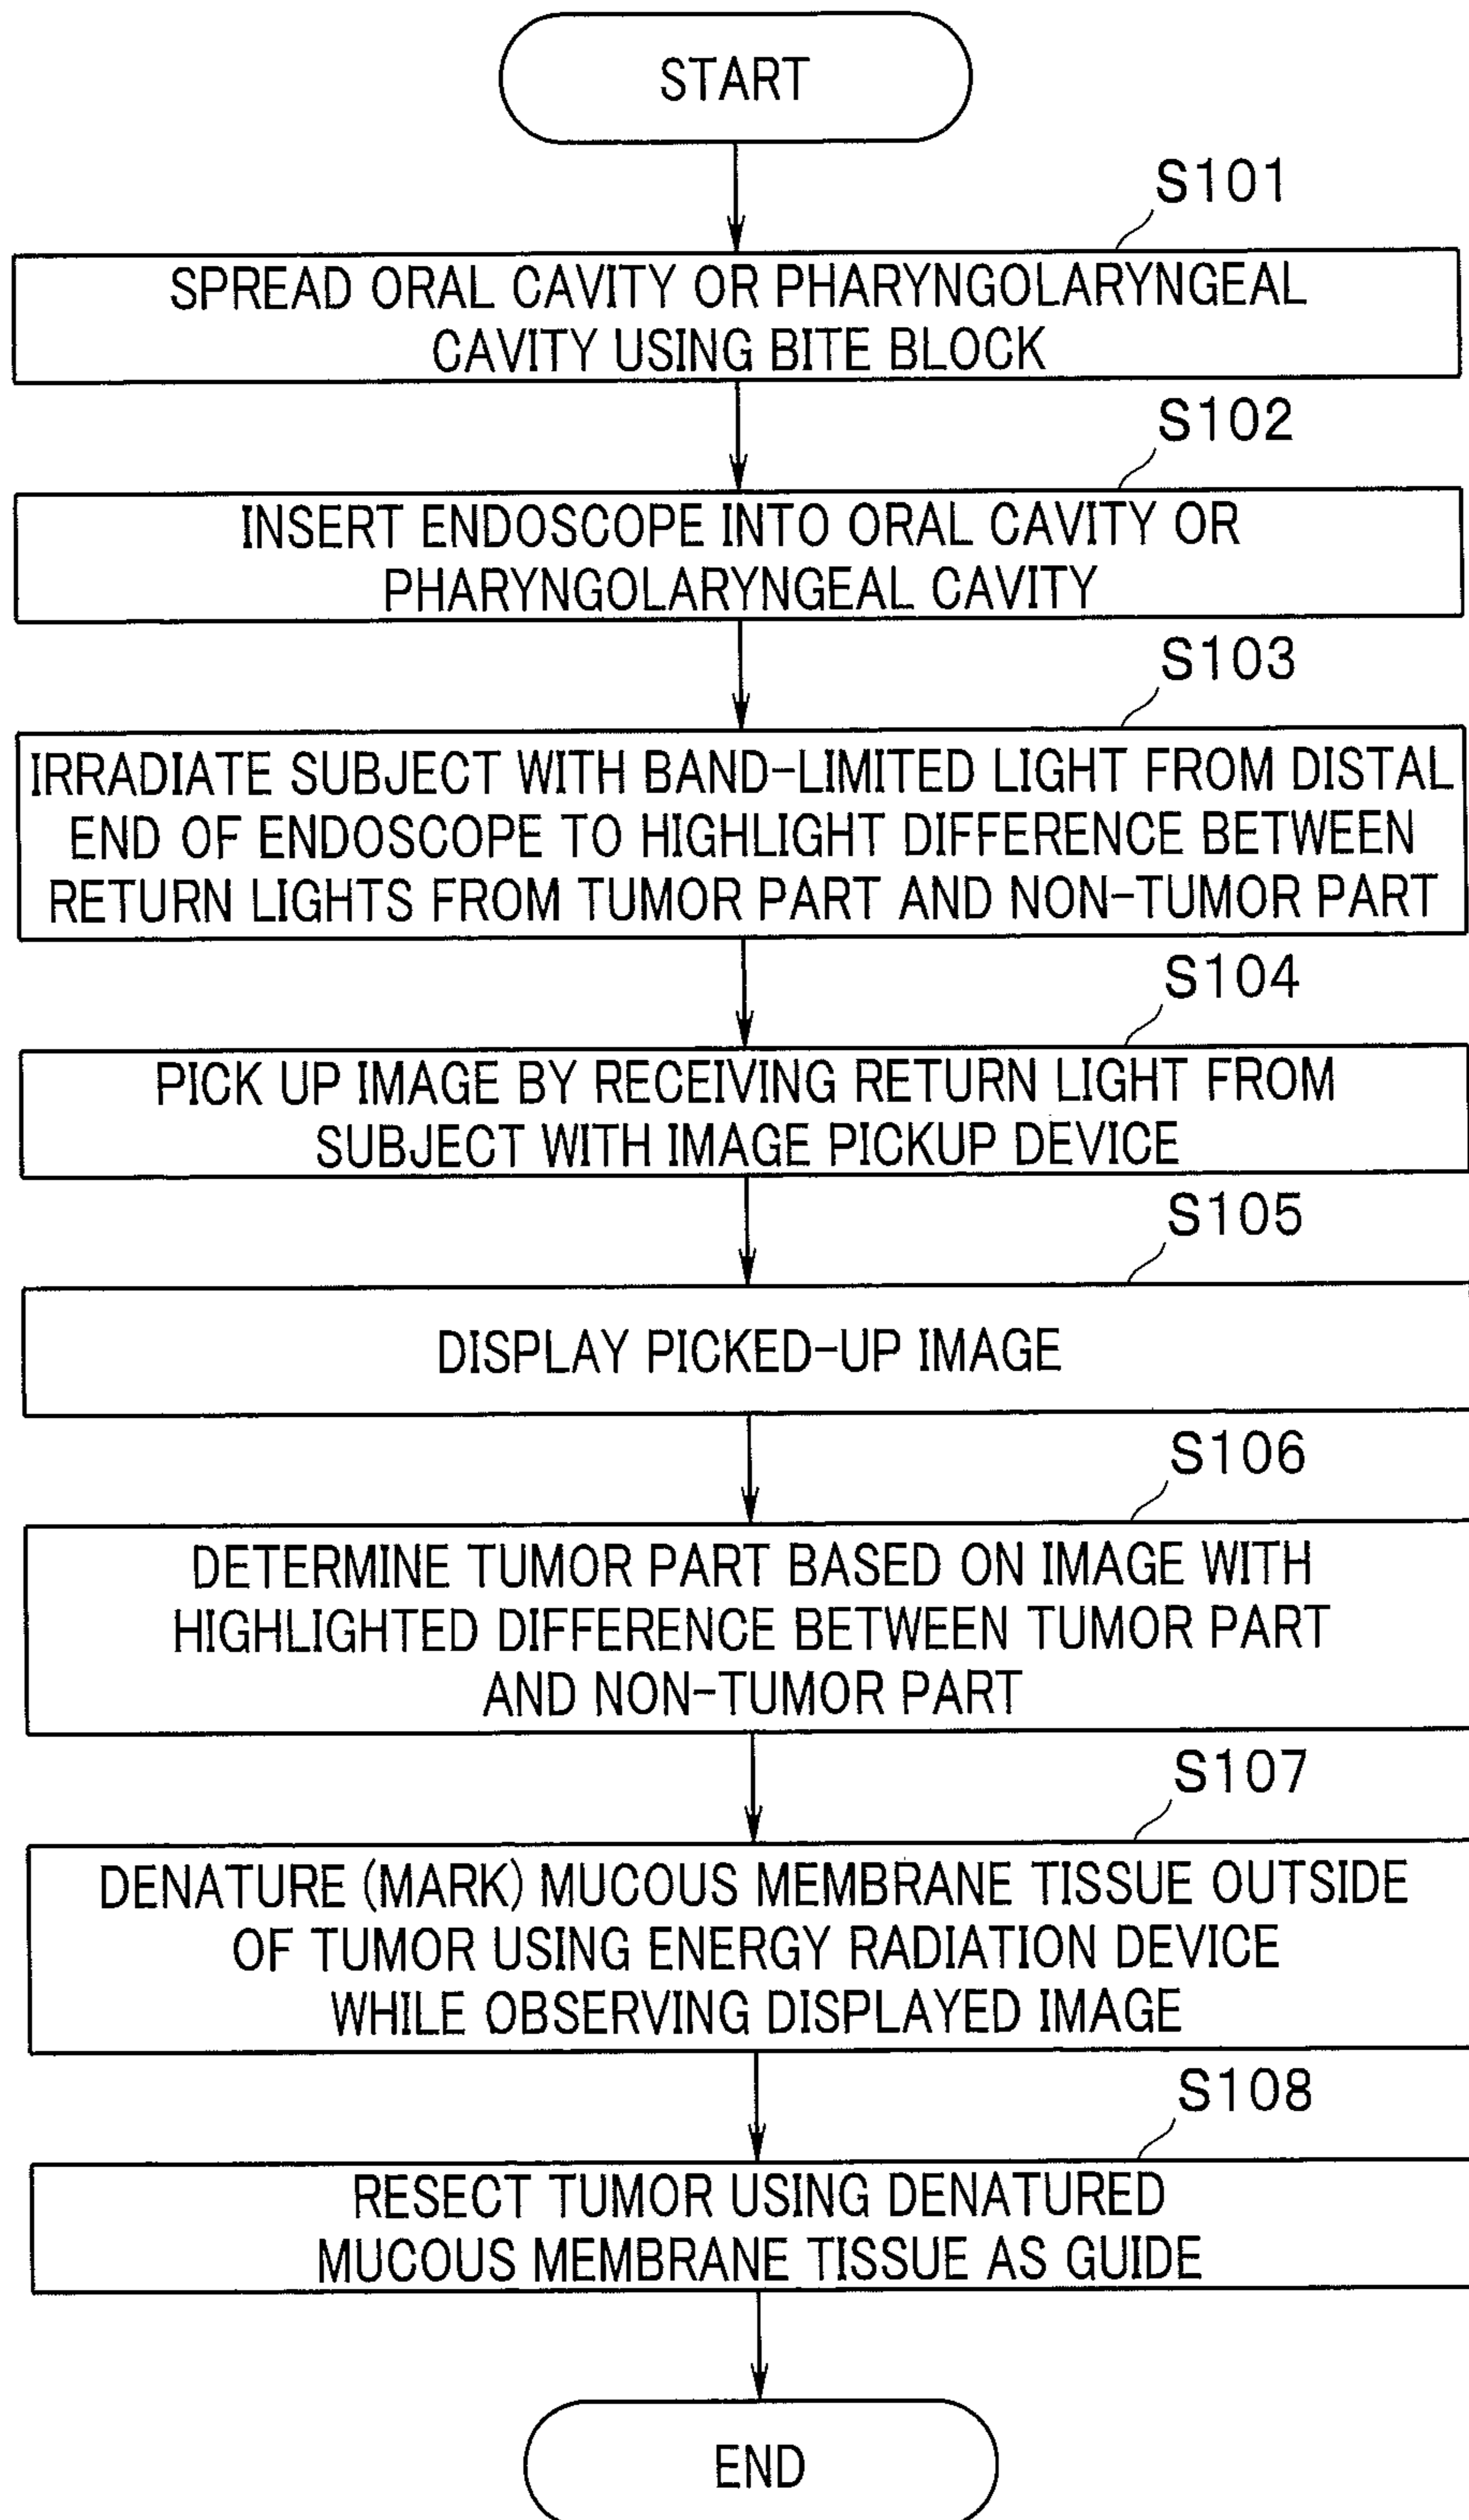 START
S101
SPREAD ORAL CAVITY OR PHARYNGOLARYNGEAL
CAVITY USING BITE BLOCK
S102
INSERT ENDOSCOPE INTO ORAL CAVITY OR
PHARYNGOLARYNGEAL CAVITY
S103
IRRADIATE SUBJECT WITH BAND-LIMITED LIGHT FROM DISTAL
END OF ENDOSCOPE TO HIGHLIGHT DIFFERENCE BETWEEN
RETURN LIGHTS FROM TUMOR PART AND NON-TUMOR PART
S104
PICK UP IMAGE BY RECEIVING RETURN LIGHT FROM
SUBJECT WITH IMAGE PICKUP DEVICE
S105
DISPLAY PICKED-UP IMAGE
S106
DETERMINE TUMOR PART BASED ON IMAGE WITH
HIGHLIGHTED DIFFERENCE BETWEEN TUMOR PART
AND NON-TUMOR PART
S107
DENATURE (MARK) MUCOUS MEMBRANE TISSUE OUTSIDE
OF TUMOR USING ENERGY RADIATION DEVICE
WHILE OBSERVING DISPLAYED IMAGE
S108
RESECT TUMOR USING DENATURED
MUCOUS MEMBRANE TISSUE AS GUIDE
END